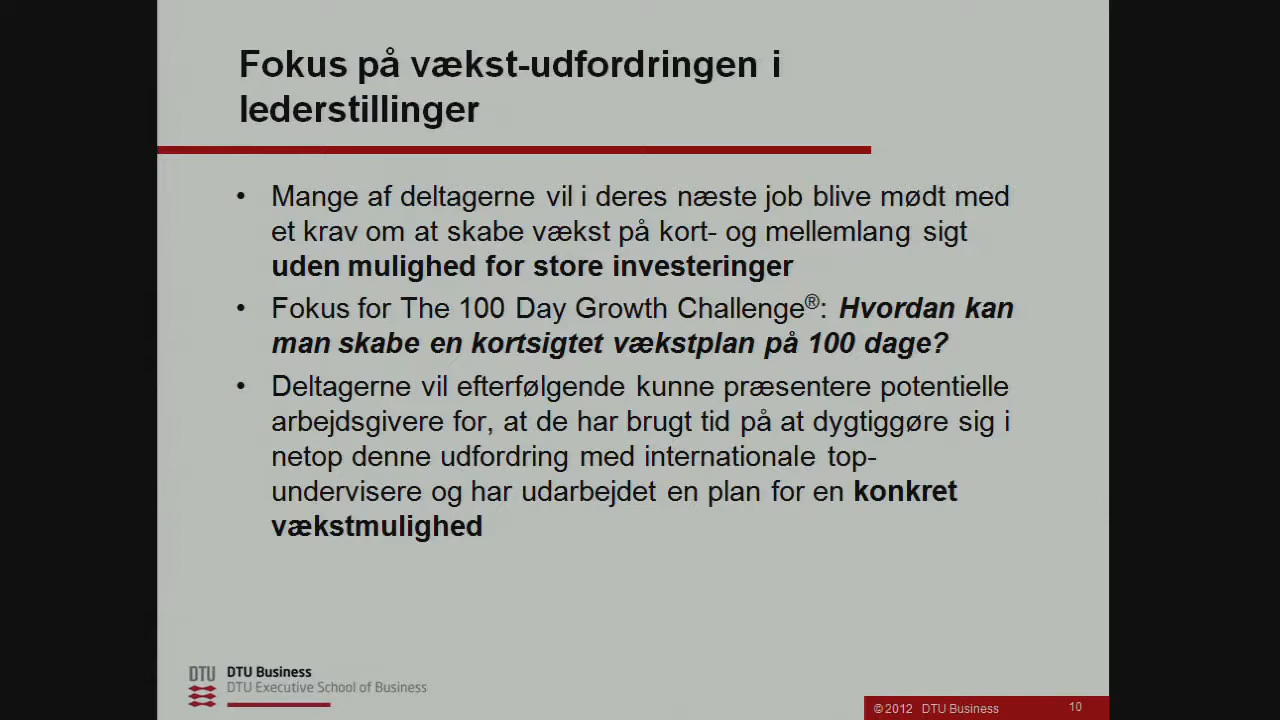 Fokus på vækst-udfordringen i
lederstillinger
• Mange af deltagerne vil i deres næste job blive mødt med
et krav om at skabe vækst på kort- og mellemlang sigt
uden mulighed for store investeringer
• Fokus for The 100 Day Growth Challenge®: Hvordan kan
man skabe en kortsigtet vækstplan på 100 dage?
• Deltagerne vil efterfølgende kunne præsentere potentielle
arbejdsgivere for, at de har brugt tid på at dygtiggøre sig i
netop denne udfordring med internationale top-
undervisere og har udarbejdet en plan for en konkret
vækstmulighed
DTU DTU Business
DTU Executive School of Business
© 2012 DTU Business 10